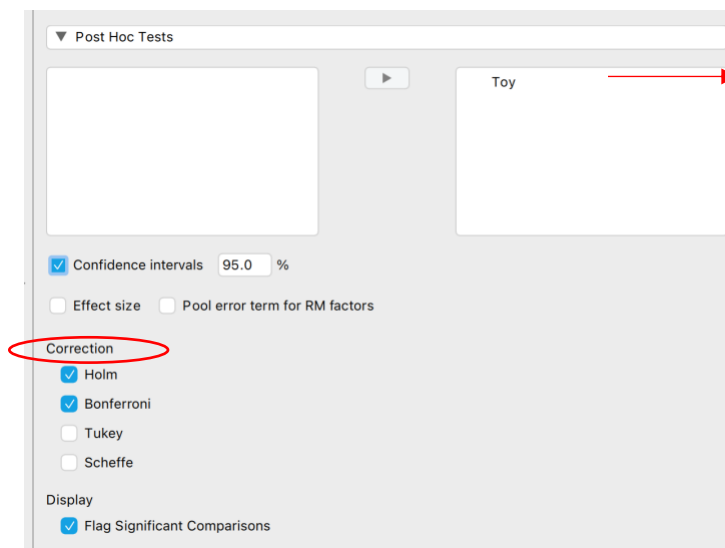 ▼ Post Hoc Tests
Toy
Confidence intervals 95.0 %
Effect size Pool error term for RM factors
Correction
Holm
Bonferroni
Tukey
Scheffe
Display
Flag Significant Comparisons